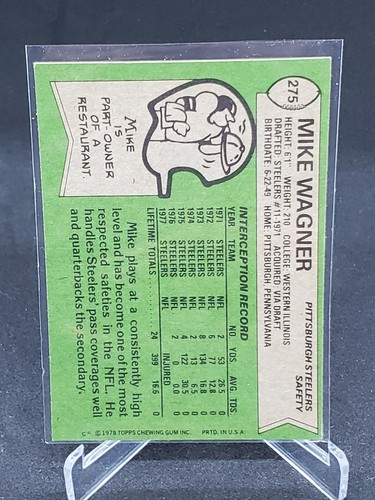 275
MIKE WAGNER
PITTSBURGH STEELERS
SAFETY
HEIGHT: 6'1" WEIGHT: 210 COLLEGE: WESTERN ILLINOIS
DRAFTED: STEELERS #11-1971 ACQUIRED: VIA DRAFT
BIRTHDATE: 6-22-49 HOME: PITTSBURGH, PENNSYLVANIA
INTERCEPTION RECORD
YEAR TEAM NO. YDS. AVG. TDS.
1971 STEELERS NFL 2 53 26.5 0
1972 STEELERS NFL 6 77 12.8 0
1973 STEELERS NFL 8 134 16.8 0
1974 STEELERS NFL 2 13 6.5 0
1975 STEELERS NFL 4 122 30.5 0
1976 STEELERS NFL 2 0 0.0 0
1977 STEELERS NFL INJURED
LIFETIME TOTALS 24 399 16.6 0
MIKE
IS
PART-OWNER
OF A
RESTAURANT.
Mike plays at a consistently high
level and has become one of the most
respected safeties in the NFL. He
handles Steelers' pass coverages well
and quarterbacks the secondary.
© 1978 TOPPS CHEWING GUM INC. PRTD. IN U.S.A.